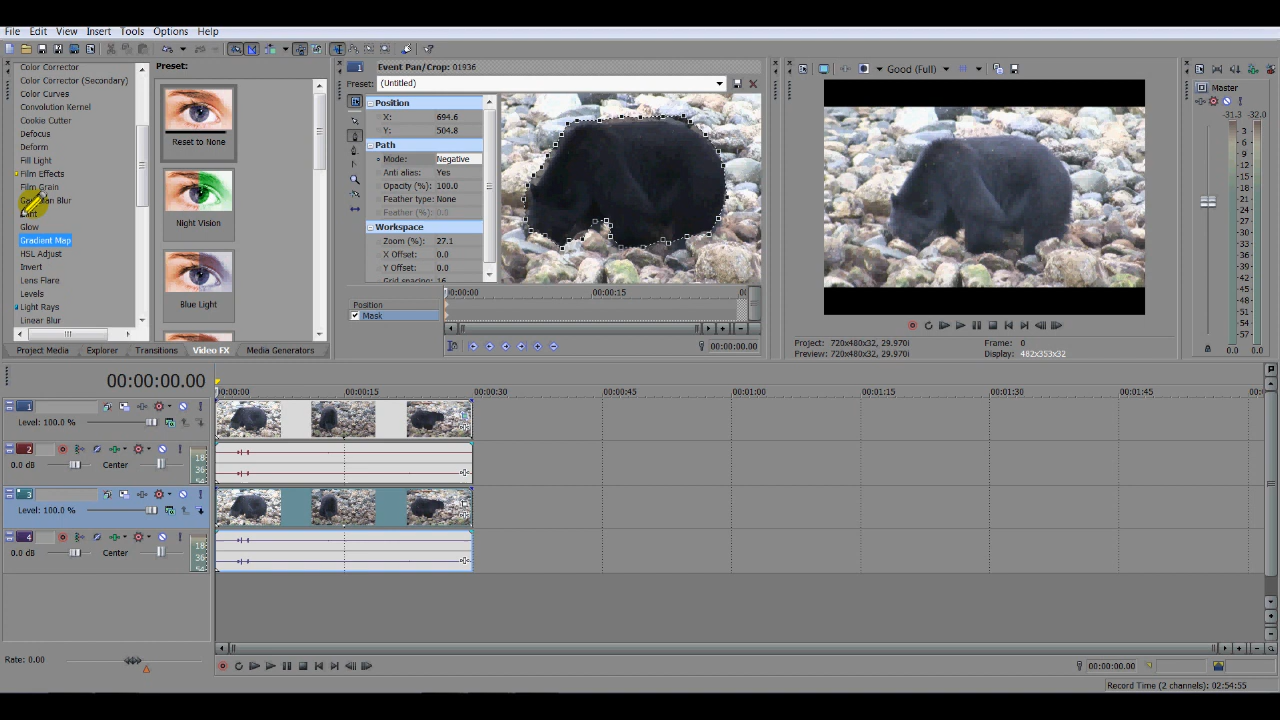 File Edit View Insert Tools Options Help
Color Corrector
Color Corrector (Secondary)
Color Curves
Convolution Kernel
Cookie Cutter
Defocus
Deform
Fill Light
Film Effects
Film Grain
Glow
Gradient Map
HSL Adjust
Invert
Lens Flare
Levels
Light Rays
Linear Blur
Preset:
Reset to None
Night Vision
Blue Light
Project Media Explorer Transitions Video FX Media Generators
Event Pan/Crop: 01936
Preset: (Untitled)
Position
X: 694.6
Y: 504.8
Path
Mode: Negative
Anti alias: Yes
Opacity (%): 100.0
Feather type: None
Feather (%): 0.0
Workspace
Zoom (%): 27.1
X Offset: 0.0
Y Offset: 0.0
Grid spacing: 16
00:00:00 00:00:15
Position
Mask
00:00:00.00
Good (Full)
Project: 720x480x32, 29.970i
Preview: 720x480x32, 29.970i
Frame: 0
Display: 482x353x32
Master
-31.3 -32.0
3
6
9
12
15
18
21
24
27
30
33
36
39
42
45
48
51
54
57
0.0 0.0
00:00:00.00
00:00:00 00:00:15 00:00:30 00:00:45 00:01:00 00:01:15 00:01:30 00:01:45
1
Level: 100.0 %
2
0.0 dB Center
18
36
54
3
Level: 100.0 %
4
0.0 dB Center
18
36
54
Rate: 0.00
00:00:00.00
Record Time (2 channels): 02:54:55